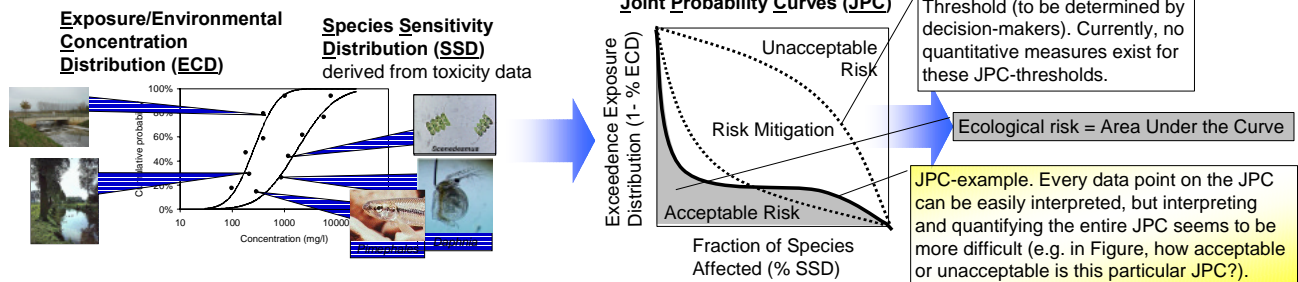 Exposure/Environmental
Concentration
Distribution (ECD)
Species Sensitivity
Distribution (SSD)
derived from toxicity data
Cumulative probability
100%
80%
60%
40%
20%
0%
10
100
1000
10000
Concentration (mg/l)
Scenedesmus
Daphnia
Joint Probability Curves (JPC)
Exceedence Exposure
Distribution (1- % ECD)
Unacceptable
Risk
Risk Mitigation
Acceptable Risk
Fraction of Species
Affected (% SSD)
Threshold (to be determined by
decision-makers). Currently, no
quantitative measures exist for
these JPC-thresholds.
Ecological risk = Area Under the Curve
JPC-example. Every data point on the JPC
can be easily interpreted, but interpreting
and quantifying the entire JPC seems to be
more difficult (e.g. in Figure, how acceptable
or unacceptable is this particular JPC?).